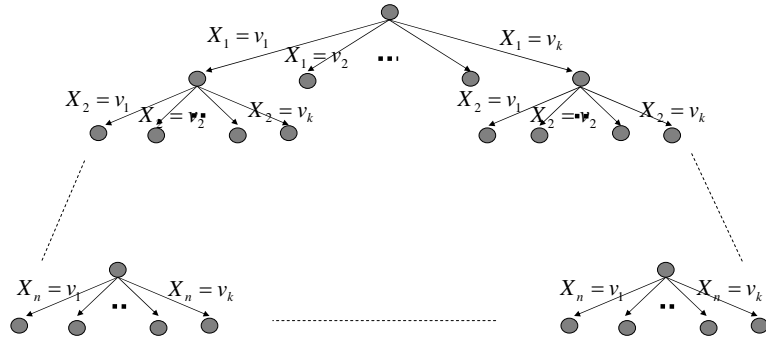 X₁ = v₁ X₁ = v₂ ... X₁ = vₖ
X₂ = v₁ X₂ = v₂ ... X₂ = vₖ X₂ = v₁ X₂ = v₂ ... X₂ = vₖ
Xₙ = v₁ ... Xₙ = vₖ Xₙ = v₁ ... Xₙ = vₖ